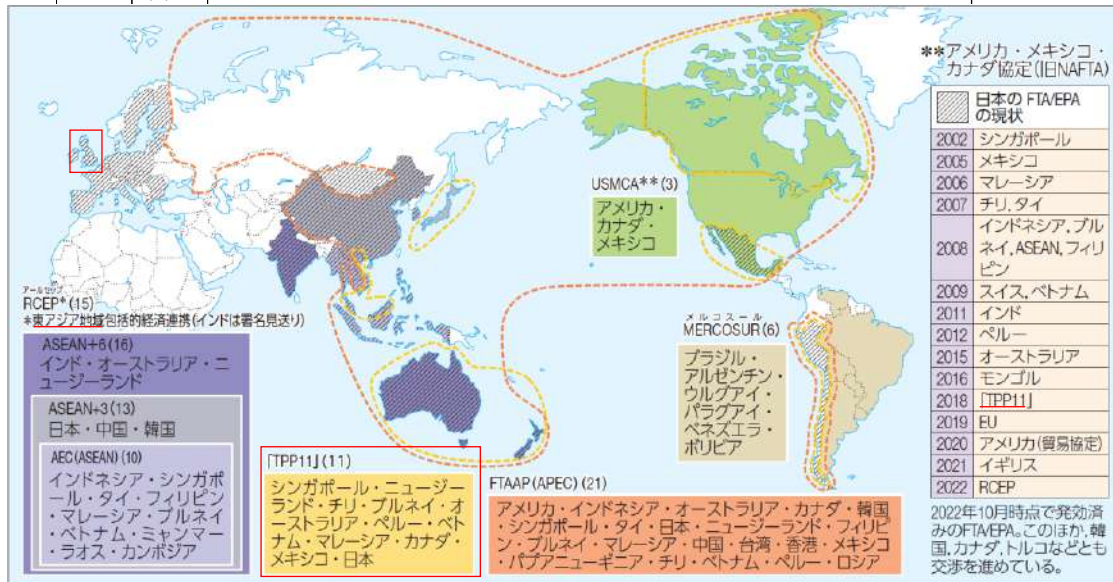 **アメリカ・メキシコ・
カナダ協定(旧NAFTA)
日本の FTA/EPA
の現状
2002 シンガポール
2005 メキシコ
2006 マレーシア
2007 チリ,タイ
2008 インドネシア,ブル
ネイ,ASEAN,フィリ
ピン
2009 スイス,ベトナム
2011 インド
2012 ペルー
2015 オーストラリア
2016 モンゴル
2018 「TPP11」
2019 EU
2020 アメリカ(貿易協定)
2021 イギリス
2022 RCEP
2022年10月時点で発効済
みのFTA/EPA。このほか,韓
国,カナダ,トルコなどとも
交渉を進めている。
USMCA**(3)
アメリカ・
カナダ・
メキシコ
アールセップ
RCEP*(15)
*東アジア地域包括的経済連携(インドは署名見送り)
ASEAN+6(16)
インド・オーストラリア・ニ
ュージーランド
ASEAN+3(13)
日本・中国・韓国
AEC(ASEAN)(10)
インドネシア・シンガポ
ール・タイ・フィリピン
・マレーシア・ブルネイ
・ベトナム・ミャンマー
・ラオス・カンボジア
「TPP11」(11)
シンガポール・ニュージー
ランド・チリ・ブルネイ・オ
ーストラリア・ペルー・ベト
ナム・マレーシア・カナダ・
メキシコ・日本
メルコスール
MERCOSUR(6)
ブラジル・
アルゼンチン・
ウルグアイ・
パラグアイ・
ベネズエラ・
ボリビア
FTAAP(APEC)(21)
アメリカ・インドネシア・オーストラリア・カナダ・韓国
・シンガポール・タイ・日本・ニュージーランド・フィリピ
ン・ブルネイ・マレーシア・中国・台湾・香港・メキシコ
・パプアニューギニア・チリ・ベトナム・ペルー・ロシア